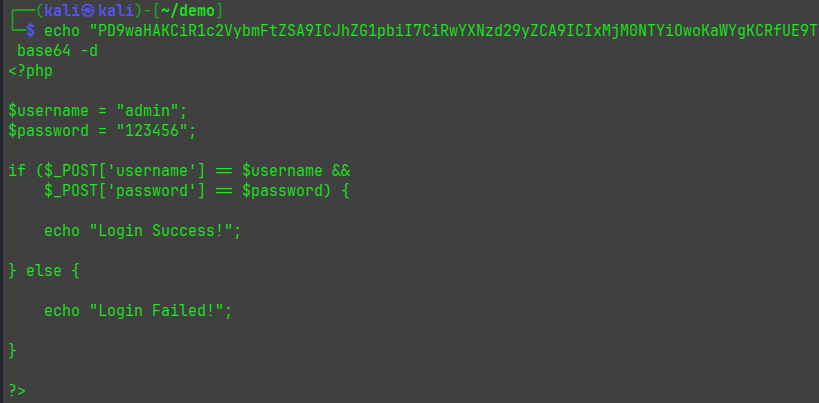 ┌──(kali㉿kali)-[~/demo]
└─$ echo "PD9waHAKCiR1c2VybmFtZSA9ICJhZG1pbiI7CiRwYXNzd29yZCA9ICIxMjM0NTYiOwoKaWYgKCRfUE9T
base64 -d
<?php
$username = "admin";
$password = "123456";
if ($_POST['username'] == $username &&
$_POST['password'] == $password) {
echo "Login Success!";
} else {
echo "Login Failed!";
}
?>